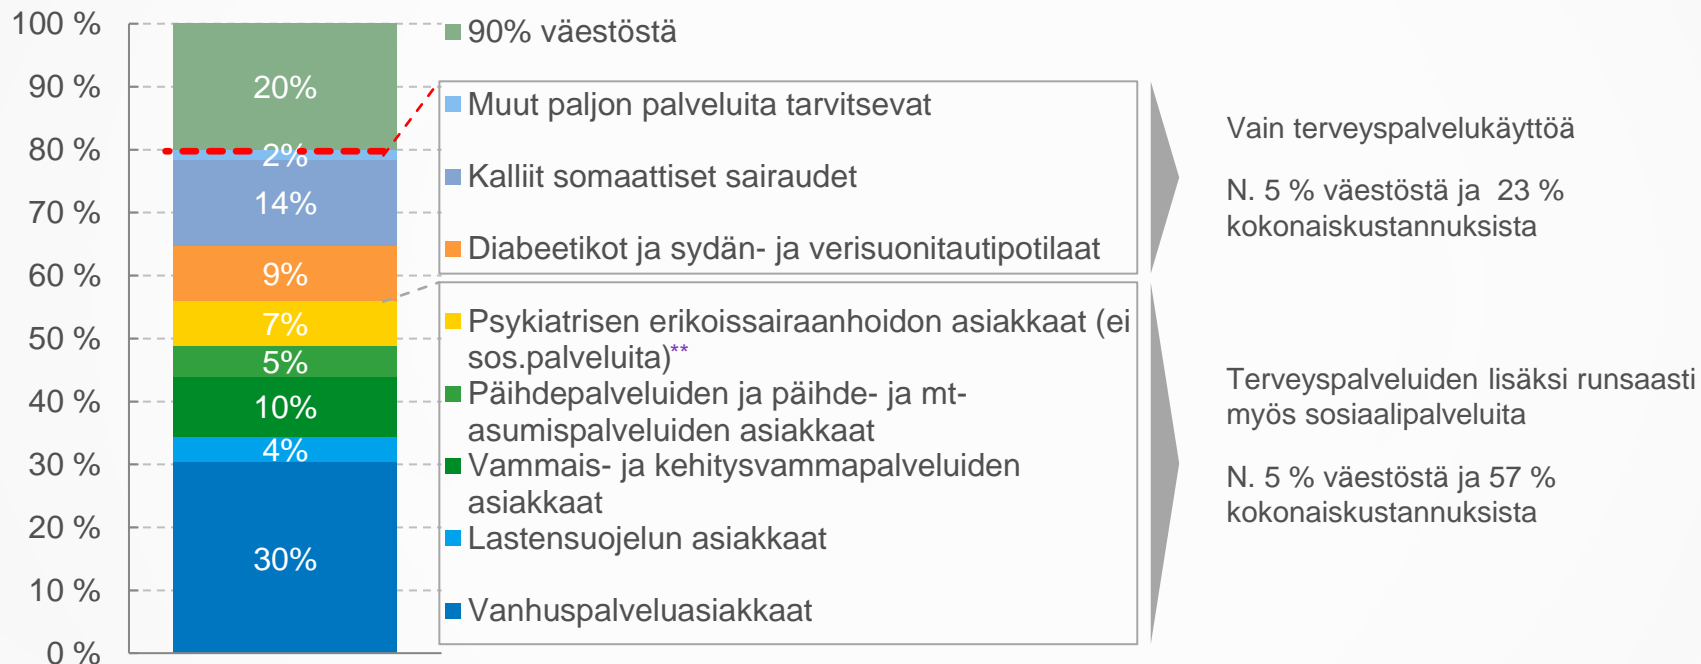 100 %
90 %
80 %
70 %
60 %
50 %
40 %
30 %
20 %
10 %
0 %
20%
2%
14%
9%
7%
5%
10%
4%
30%
90% väestöstä
Muut paljon palveluita tarvitsevat
Kalliit somaattiset sairaudet
Diabeetikot ja sydän- ja verisuonitautipotilaat
Psykiatrisen erikoissairaanhoidon asiakkaat (ei
sos.palveluita)**
Päihdepalveluiden ja päihde- ja mt-
asumispalveluiden asiakkaat
Vammais- ja kehitysvammapalveluiden
asiakkaat
Lastensuojelun asiakkaat
Vanhuspalveluasiakkaat
Vain terveyspalvelukäyttöä
N. 5 % väestöstä ja 23 %
kokonaiskustannuksista
Terveyspalveluiden lisäksi runsaasti
myös sosiaalipalveluita
N. 5 % väestöstä ja 57 %
kokonaiskustannuksista